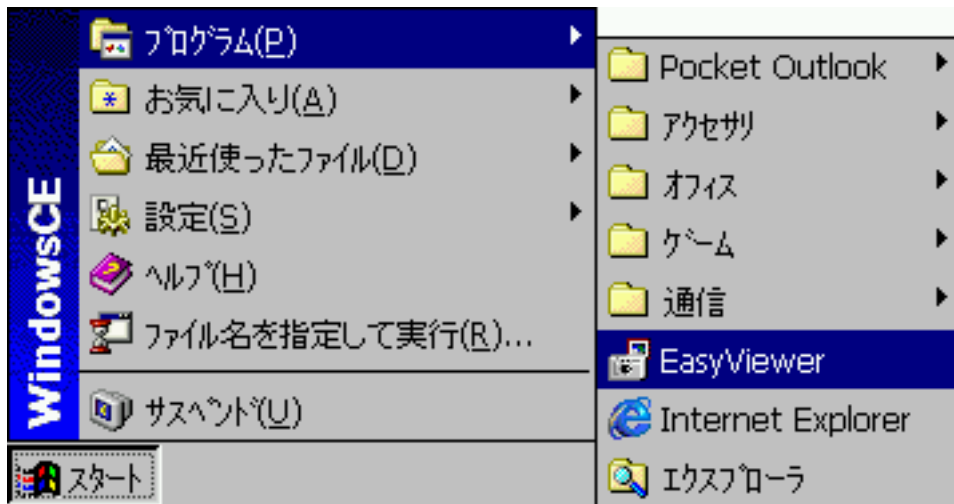 ﾌﾟﾛｸﾞﾗﾑ(P)
お気に入り(A)
最近使ったﾌｧｲﾙ(D)
設定(S)
ﾍﾙﾌﾟ(H)
ﾌｧｲﾙ名を指定して実行(R)...
ｻｽﾍﾟﾝﾄﾞ(U)
WindowsCE
ｽﾀｰﾄ
Pocket Outlook
ｱｸｾｻﾘ
ｵﾌｨｽ
ｹﾞｰﾑ
通信
EasyViewer
Internet Explorer
ｴｸｽﾌﾟﾛｰﾗ